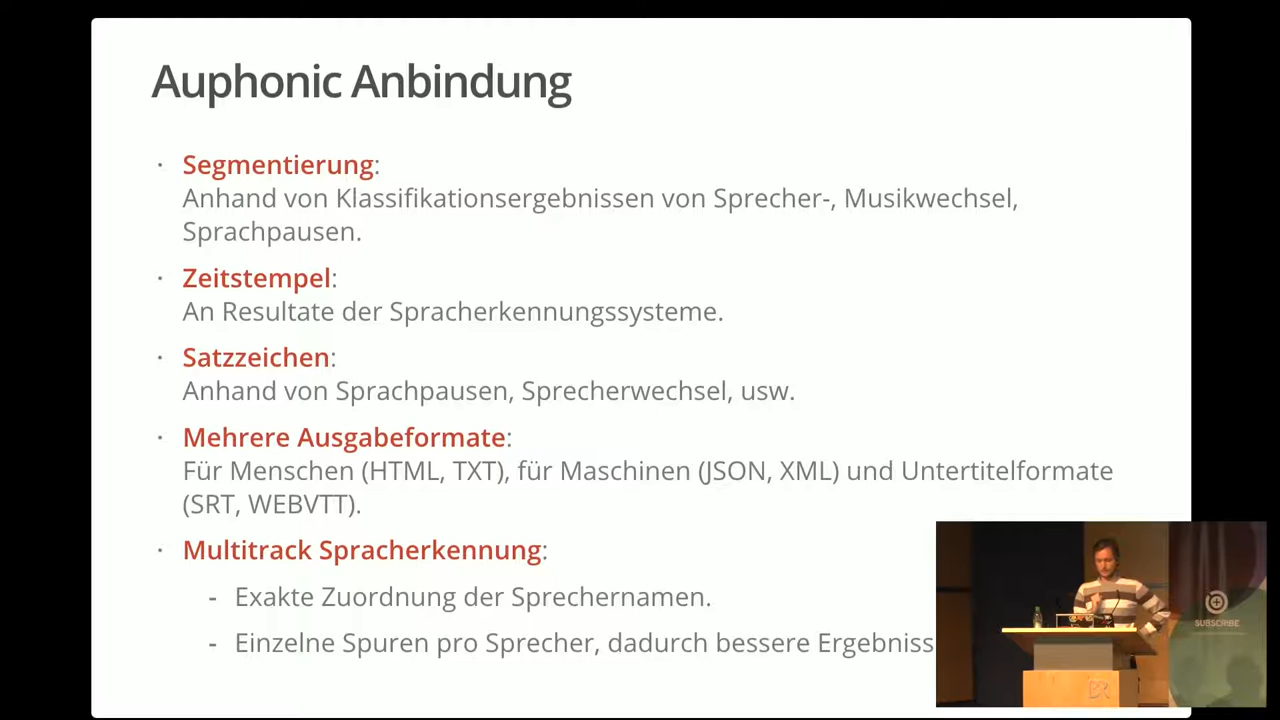 Auphonic Anbindung
· Segmentierung:
Anhand von Klassifikationsergebnissen von Sprecher-, Musikwechsel,
Sprachpausen.
· Zeitstempel:
An Resultate der Spracherkennungssysteme.
· Satzzeichen:
Anhand von Sprachpausen, Sprecherwechsel, usw.
· Mehrere Ausgabeformate:
Für Menschen (HTML, TXT), für Maschinen (JSON, XML) und Untertitelformate
(SRT, WEBVTT).
· Multitrack Spracherkennung:
- Exakte Zuordnung der Sprechernamen.
- Einzelne Spuren pro Sprecher, dadurch bessere Ergebniss
SUBSCRIBE
BR